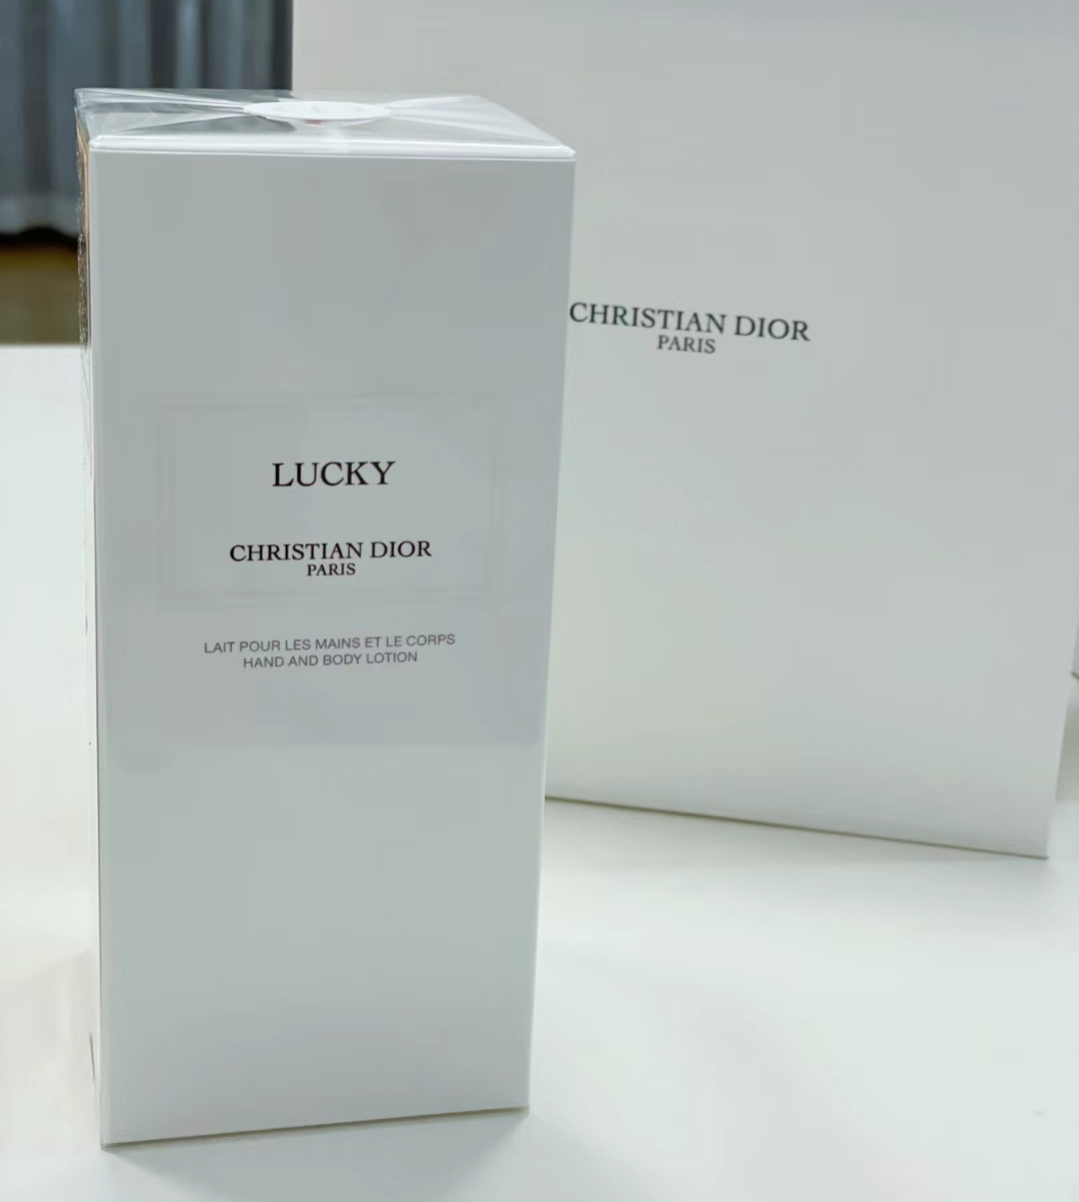 LUCKY
CHRISTIAN DIOR
PARIS
LAIT POUR LES MAINS ET LE CORPS
HAND AND BODY LOTION
CHRISTIAN DIOR
PARIS